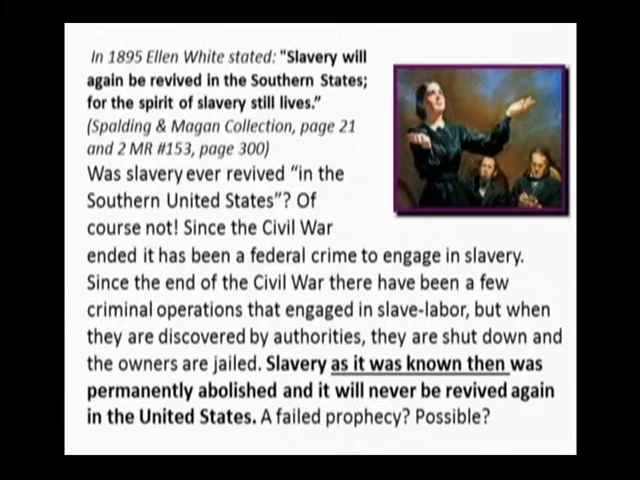 In 1895 Ellen White stated: "Slavery will
again be revived in the Southern States;
for the spirit of slavery still lives.”
(Spalding & Magan Collection, page 21
and 2 MR #153, page 300)
Was slavery ever revived “in the
Southern United States”? Of
course not! Since the Civil War
ended it has been a federal crime to engage in slavery.
Since the end of the Civil War there have been a few
criminal operations that engaged in slave-labor, but when
they are discovered by authorities, they are shut down and
the owners are jailed. Slavery as it was known then was
permanently abolished and it will never be revived again
in the United States. A failed prophecy? Possible?